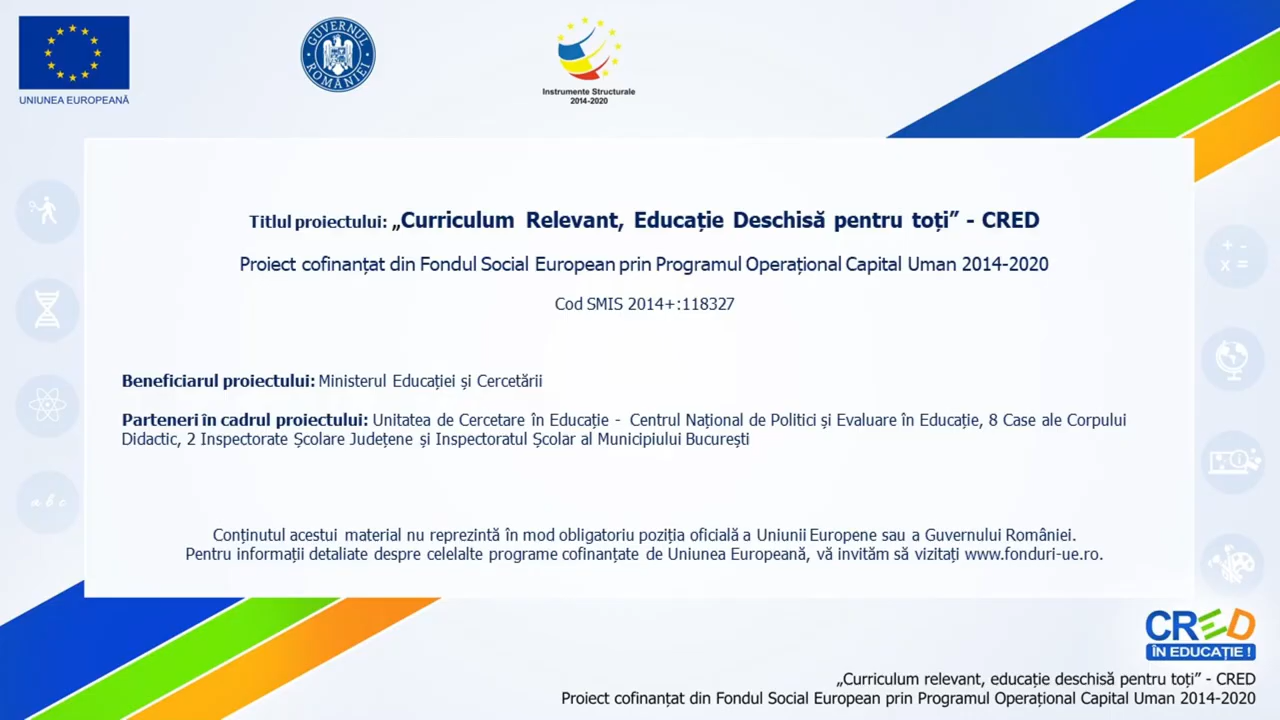 UNIUNEA EUROPEANĂ
GUVERNUL ROMÂNIEI
Instrumente Structurale
2014-2020
Titlul proiectului: „Curriculum Relevant, Educație Deschisă pentru toți” - CRED
Proiect cofinanțat din Fondul Social European prin Programul Operațional Capital Uman 2014-2020
Cod SMIS 2014+:118327
Beneficiarul proiectului: Ministerul Educației și Cercetării
Parteneri în cadrul proiectului: Unitatea de Cercetare în Educație - Centrul Național de Politici și Evaluare în Educație, 8 Case ale Corpului
Didactic, 2 Inspectorate Școlare Județene și Inspectoratul Școlar al Municipiului București
Conținutul acestui material nu reprezintă în mod obligatoriu poziția oficială a Uniunii Europene sau a Guvernului României.
Pentru informații detaliate despre celelalte programe cofinanțate de Uniunea Europeană, vă invităm să vizitați www.fonduri-ue.ro.
a b c
+ -
x =
CRED
ÎN EDUCAȚIE !
„Curriculum relevant, educație deschisă pentru toți” - CRED
Proiect cofinanțat din Fondul Social European prin Programul Operațional Capital Uman 2014-2020